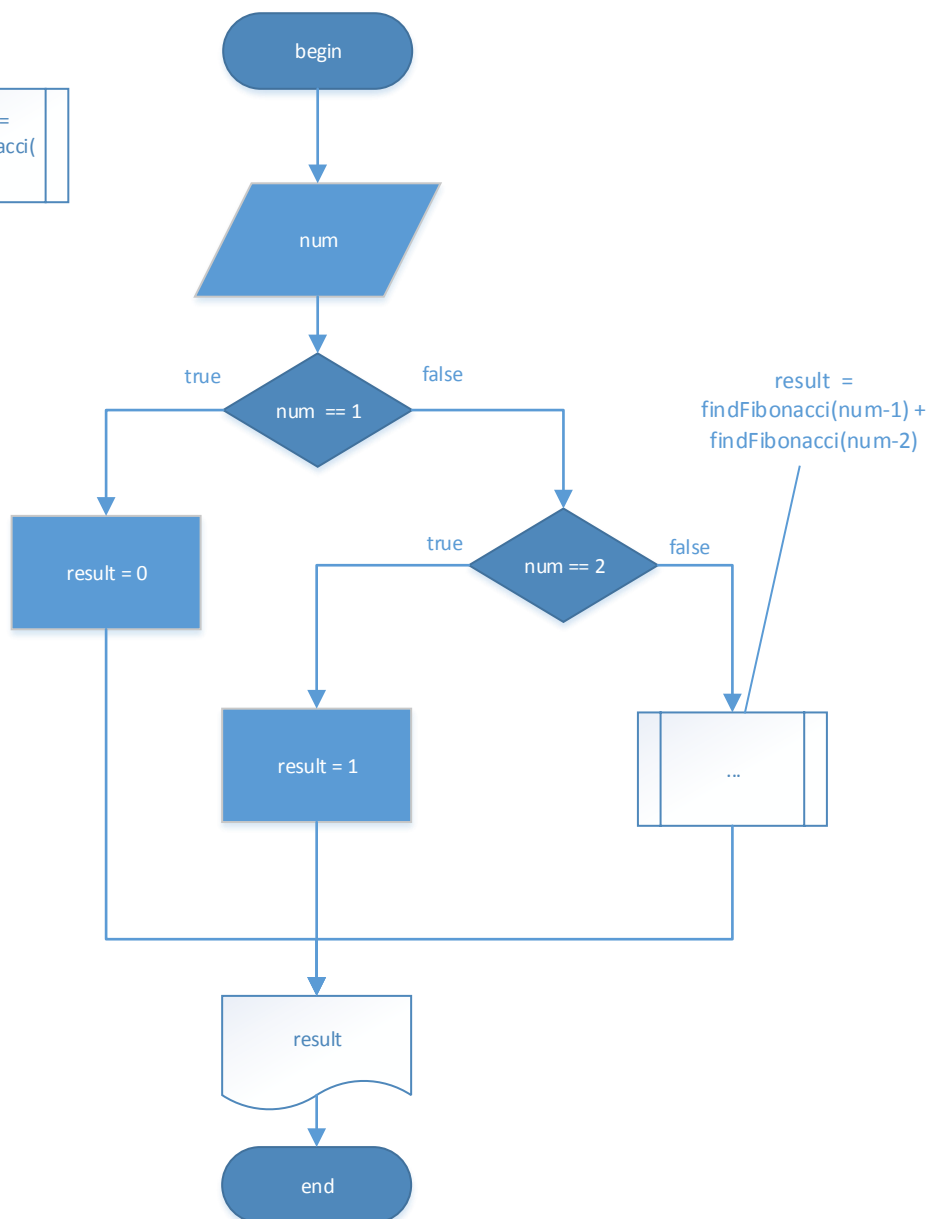 begin
=
acci(
num
true
false
num == 1
result =
findFibonacci(num-1) +
findFibonacci(num-2)
result = 0
true
false
num == 2
result = 1
...
result
end